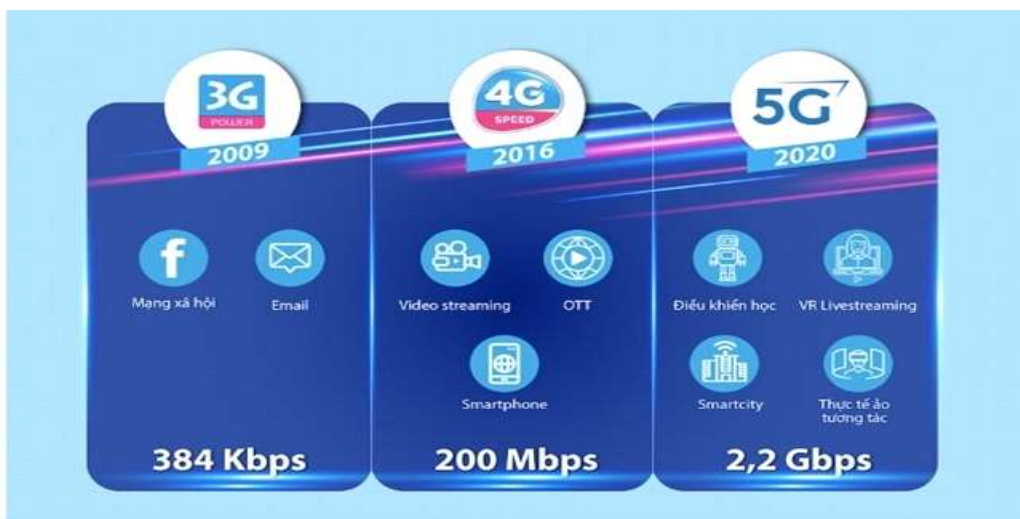 3G
POWER
2009
Mạng xã hội
Email
384 Kbps
4G
SPEED
2016
Video streaming
OTT
Smartphone
200 Mbps
5G
2020
Điều khiển học
VR Livestreaming
Smartcity
Thực tế ảo
tương tác
2,2 Gbps